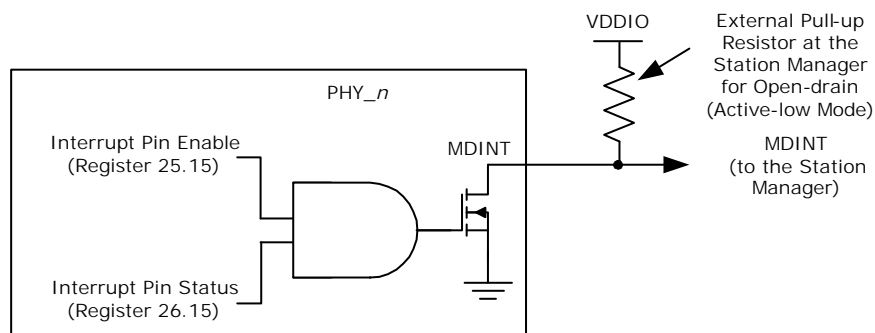 VDDIO
External Pull-up
Resistor at the
Station Manager
for Open-drain
(Active-low Mode)
PHY_n
Interrupt Pin Enable
(Register 25.15)
MDINT
MDINT
(to the Station
Manager)
Interrupt Pin Status
(Register 26.15)